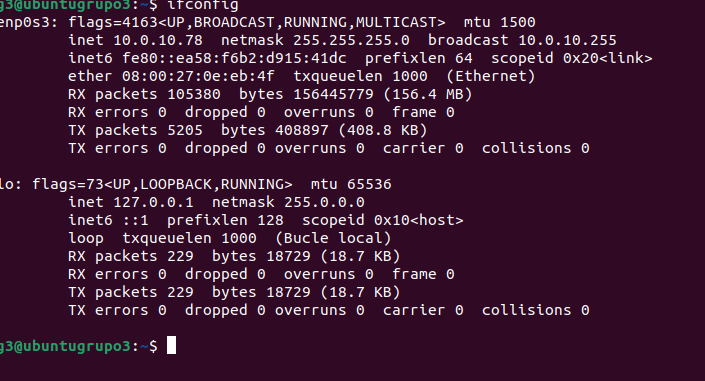 g3@ubuntugrupo3:~$ ifconfig
enp0s3: flags=4163<UP,BROADCAST,RUNNING,MULTICAST>  mtu 1500
        inet 10.0.10.78  netmask 255.255.255.0  broadcast 10.0.10.255
        inet6 fe80::ea58:f6b2:d915:41dc  prefixlen 64  scopeid 0x20<link>
        ether 08:00:27:0e:eb:4f  txqueuelen 1000  (Ethernet)
        RX packets 105380  bytes 156445779 (156.4 MB)
        RX errors 0  dropped 0  overruns 0  frame 0
        TX packets 5205  bytes 408897 (408.8 KB)
        TX errors 0  dropped 0 overruns 0  carrier 0  collisions 0
lo: flags=73<UP,LOOPBACK,RUNNING>  mtu 65536
        inet 127.0.0.1  netmask 255.0.0.0
        inet6 ::1  prefixlen 128  scopeid 0x10<host>
        loop  txqueuelen 1000  (Bucle local)
        RX packets 229  bytes 18729 (18.7 KB)
        RX errors 0  dropped 0  overruns 0  frame 0
        TX packets 229  bytes 18729 (18.7 KB)
        TX errors 0  dropped 0 overruns 0  carrier 0  collisions 0
g3@ubuntugrupo3:~$